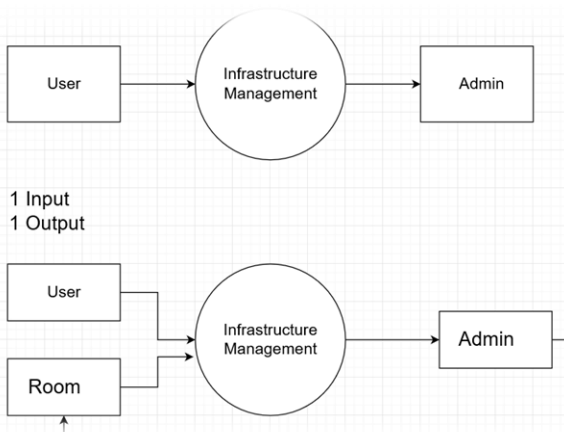 User
Infrastructure
Management
Admin
1 Input
1 Output
User
Room
Infrastructure
Management
Admin